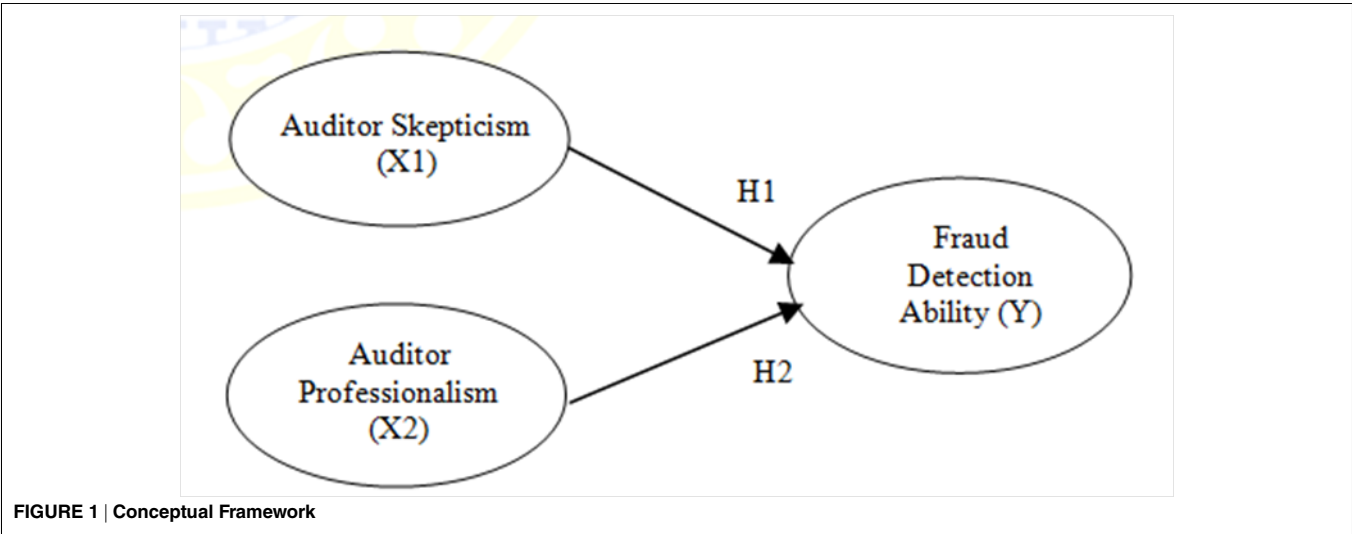 Auditor Skepticism
(X1)
H1
Fraud
Detection
Ability (Y)
Auditor
Professionalism
(X2)
H2
FIGURE 1 | Conceptual Framework